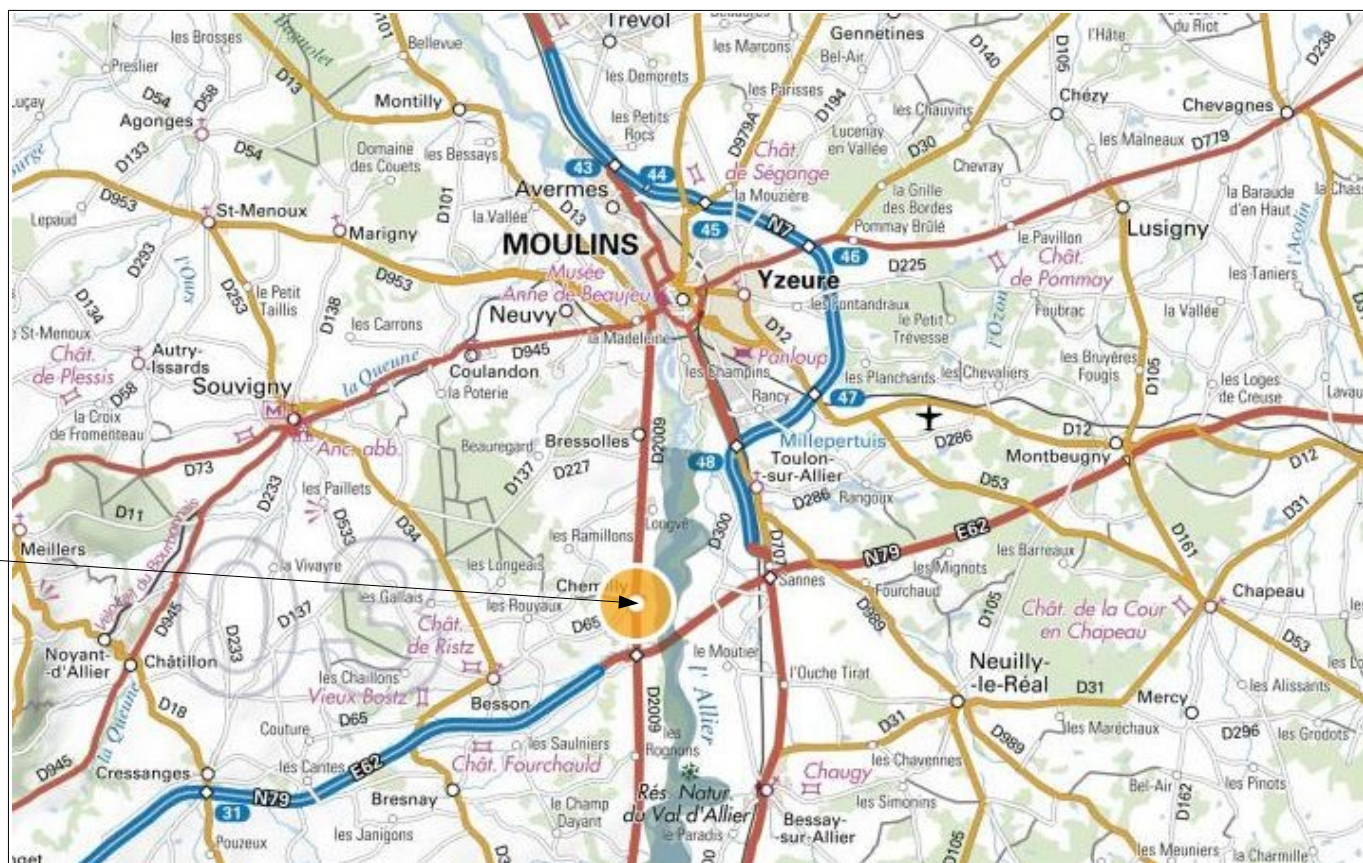 Trevol
Gennetines
les Brosses
Bellevue
D101
les Marcons
Bel-Air
l'Hâte
du Riot
D238
Preslier
D13
les Demorets
D140
D105
D54
D58
Montilly
les Parisses
D194
les Chauvins
Chézy
Chevagnes
Agonges
les Petits
Rocs
D979A
Lucenay
en Vallée
D30
les Malneaux
D779
D133
D54
Domaine
des Couets
les Bessays
43
44
Chât.
de Ségange
Chevray
D953
D101
Avermes
la Mouzière
la Grille
des Bordes
la Baraude
d'en Haut
Lepaud
St-Menoux
la Vallée
D13
N7
Pommay Brûlé
l'Acolin
Marigny
MOULINS
45
46
le Pavillon
Lusigny
D293
l'Ours
D953
Musée
Anne de Beaujeu
Yzeure
D225
Chât.
de Pommay
D134
D253
le Petit
Taillis
D138
Neuvy
les Fontandraux
l'Ozon
Foubrac
les Taniers
la Vallée
St-Menoux
les Carrons
la Madeleine
D12
le Petit
Trévesse
Chât.
de Plessis
Autry-
Issards
la Queune
D945
Coulandon
les Champins
Panloup
les Bruyères
Fougis
D105
Souvigny
D58
la Poterie
Rancy
les Planchards
les Chevaliers
les Loges
de Creuse
Lavau
la Croix
de Fromenteau
M
47
Anc. abb.
Beauregard
Bressolles
D2009
Millepertuis
D286
D12
D73
D137
D227
48
Toulon-
-sur-Allier
Montbeugny
D12
D233
les Paillets
D286
Rangoux
D53
D11
D533
D34
Lougvé
D300
D31
Meillers
Vélorail du Bourbonnais
les Ramillons
N79
E62
la Vivayre
les Longeais
D707
les Mignots
les Barreaux
D161
03
Chemilly
Sannes
D945
D137
les Gallais
les Rouyaux
Fourchaud
Chapeau
D233
Chât.
de Ristz
D65
D989
D105
Chât. de la Cour
en Chapeau
Noyant-
-d'Allier
Châtillon
le Moutier
D53
les Chaillons
Vieux Bostz
l'Allier
l'Ouche Tirat
Neuilly-
-le-Réal
les Alissants
la Queune
D18
D65
Besson
D2009
D31
Mercy
Couture
les Maréchaux
D945
E62
les Saulniers
les
Rognons
D31
D989
D296
les Grodots
Cressanges
les Cantes
Chât. Fourchauld
les Chavennes
N79
Bresnay
Rés. Natur.
du Val d'Allier
Chaugy
Bel-Air
les Pinots
31
le Champ
Dayant
les Simonins
D162
les Janigons
le Paradis
Bessay-
-sur-Allier
Pouzeux
D105
les Meuniers
la Charmille